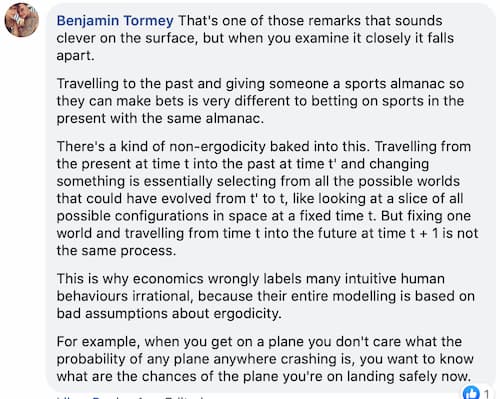 Benjamin Tormey That's one of those remarks that sounds
clever on the surface, but when you examine it closely it falls
apart.
Travelling to the past and giving someone a sports almanac so
they can make bets is very different to betting on sports in the
present with the same almanac.
There's a kind of non-ergodicity baked into this. Travelling from
the present at time t into the past at time t' and changing
something is essentially selecting from all the possible worlds
that could have evolved from t' to t, like looking at a slice of all
possible configurations in space at a fixed time t. But fixing one
world and travelling from time t into the future at time t + 1 is not
the same process.
This is why economics wrongly labels many intuitive human
behaviours irrational, because their entire modelling is based on
bad assumptions about ergodicity.
For example, when you get on a plane you don't care what the
probability of any plane anywhere crashing is, you want to know
what are the chances of the plane you're on landing safely now.
1